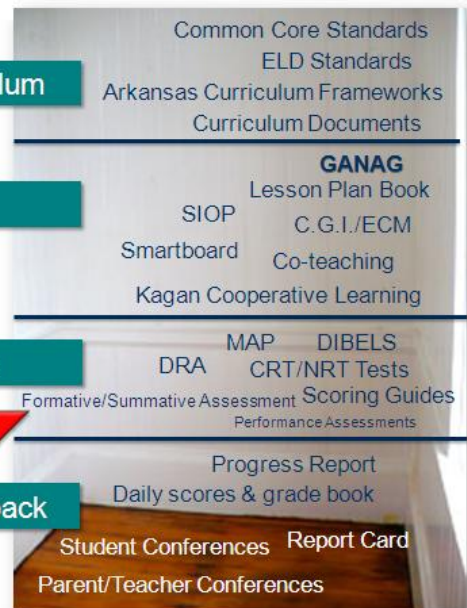 Common Core Standards
ELD Standards
lum
Arkansas Curriculum Frameworks
Curriculum Documents
GANAG
Lesson Plan Book
SIOP
C.G.I./ECM
Smartboard
Co-teaching
Kagan Cooperative Learning
MAP DIBELS
DRA CRT/NRT Tests
Formative/Summative Assessment Scoring Guides
Performance Assessments
Progress Report
Daily scores & grade book
back
Student Conferences Report Card
Parent/Teacher Conferences